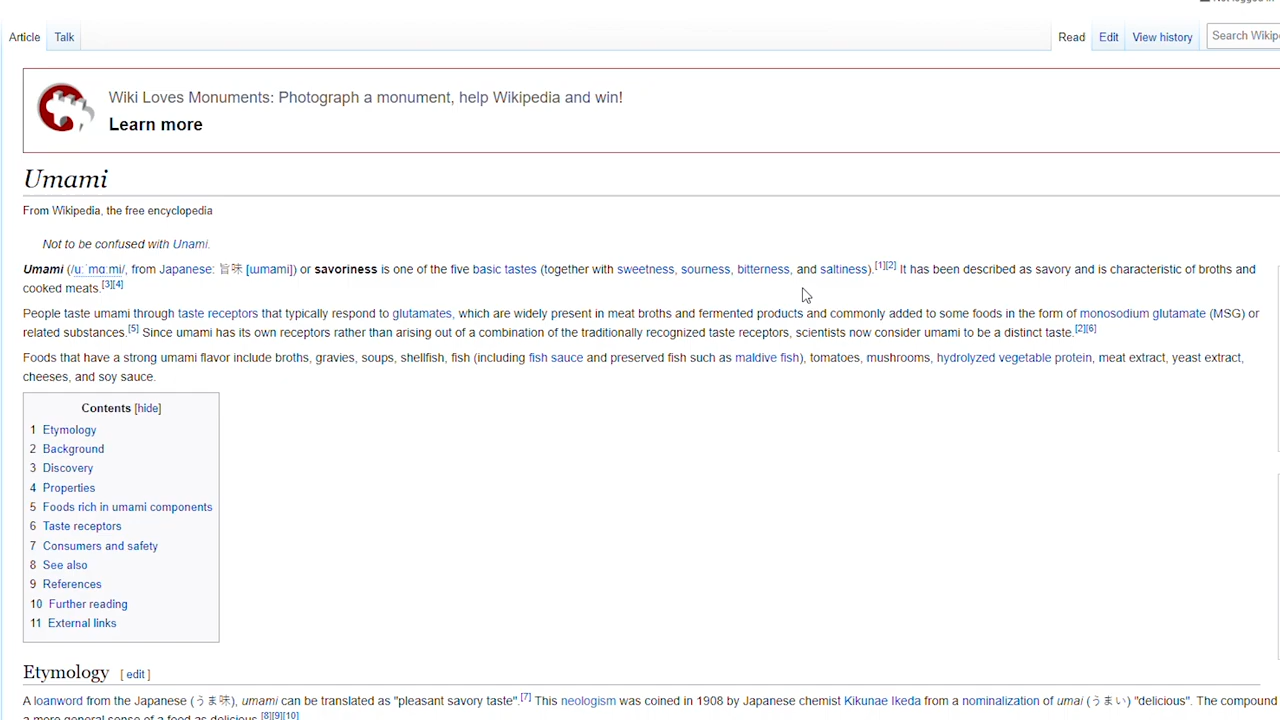 Article Talk Read Edit View history Search
Wiki Loves Monuments: Photograph a monument, help Wikipedia and win!
Learn more
Umami
From Wikipedia, the free encyclopedia
Not to be confused with Unami.
Umami (/uːˈmɑːmi/, from Japanese: 旨味 [ɯmami]) or savoriness is one of the five basic tastes (together with sweetness, sourness, bitterness, and saltiness).[1][2] It has been described as savory and is characteristic of broths and
cooked meats.[3][4]
People taste umami through taste receptors that typically respond to glutamates, which are widely present in meat broths and fermented products and commonly added to some foods in the form of monosodium glutamate (MSG) or
related substances.[5] Since umami has its own receptors rather than arising out of a combination of the traditionally recognized taste receptors, scientists now consider umami to be a distinct taste.[2][6]
Foods that have a strong umami flavor include broths, gravies, soups, shellfish, fish (including fish sauce and preserved fish such as maldive fish), tomatoes, mushrooms, hydrolyzed vegetable protein, meat extract, yeast extract,
cheeses, and soy sauce.
Contents [hide]
1 Etymology
2 Background
3 Discovery
4 Properties
5 Foods rich in umami components
6 Taste receptors
7 Consumers and safety
8 See also
9 References
10 Further reading
11 External links
Etymology [ edit ]
A loanword from the Japanese (うま味), umami can be translated as "pleasant savory taste".[7] This neologism was coined in 1908 by Japanese chemist Kikunae Ikeda from a nominalization of umai (うまい) "delicious". The compound
a more general sense of a food as delicious.[8][9][10]